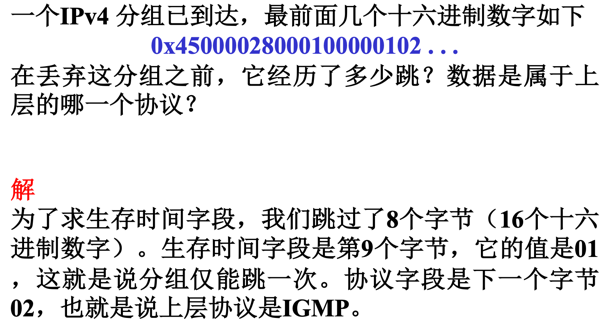 一个IPv4 分组已到达，最前面几个十六进制数字如下
0x45000028000100000102 . . .
在丢弃这分组之前，它经历了多少跳？数据是属于上
层的哪一个协议？
解
为了求生存时间字段，我们跳过了8个字节（16个十六
进制数字）。生存时间字段是第9个字节，它的值是01
，这就是说分组仅能跳一次。协议字段是下一个字节
02，也就是说上层协议是IGMP。